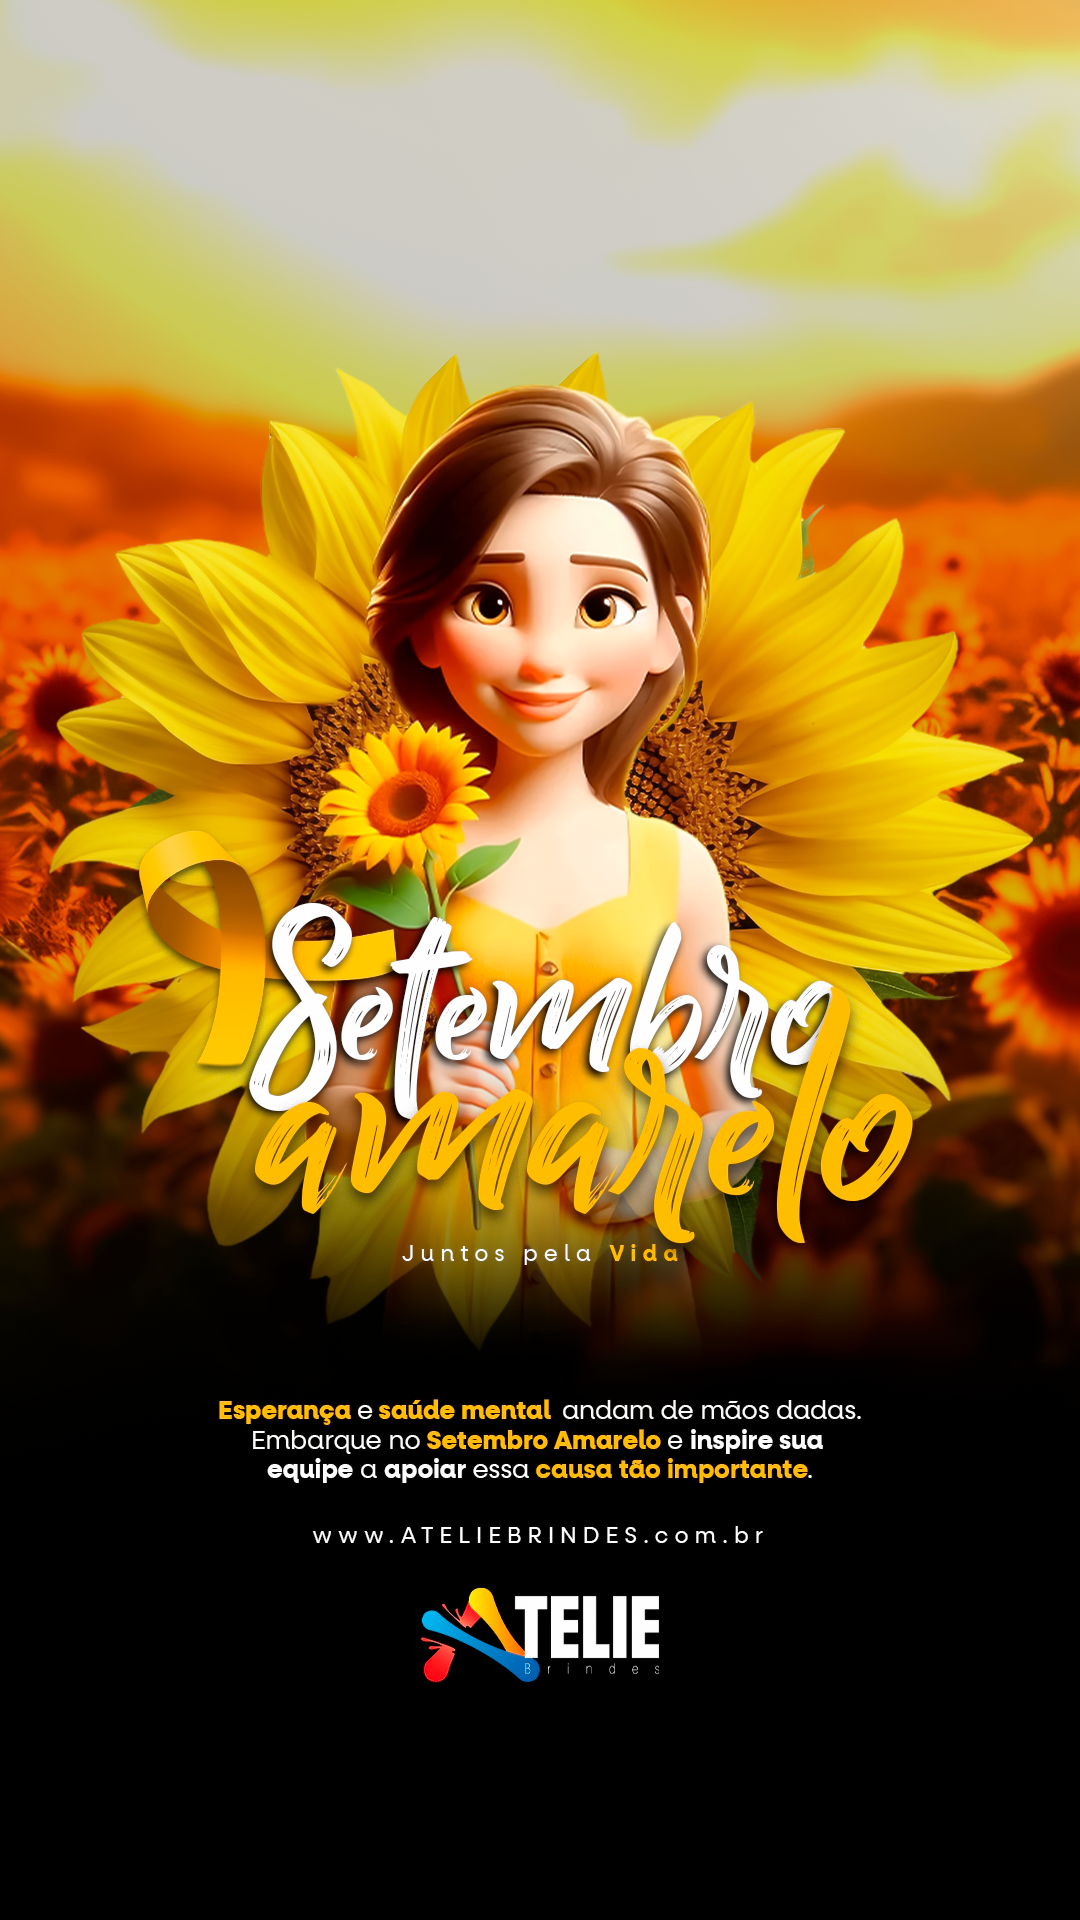 Setembro
amarelo
Juntos pela Vida
Esperança e saúde mental andam de mãos dadas.
Embarque no Setembro Amarelo e inspire sua
equipe a apoiar essa causa tão importante.
www.ATELIEBRINDES.com.br
ATELIE
Brindes